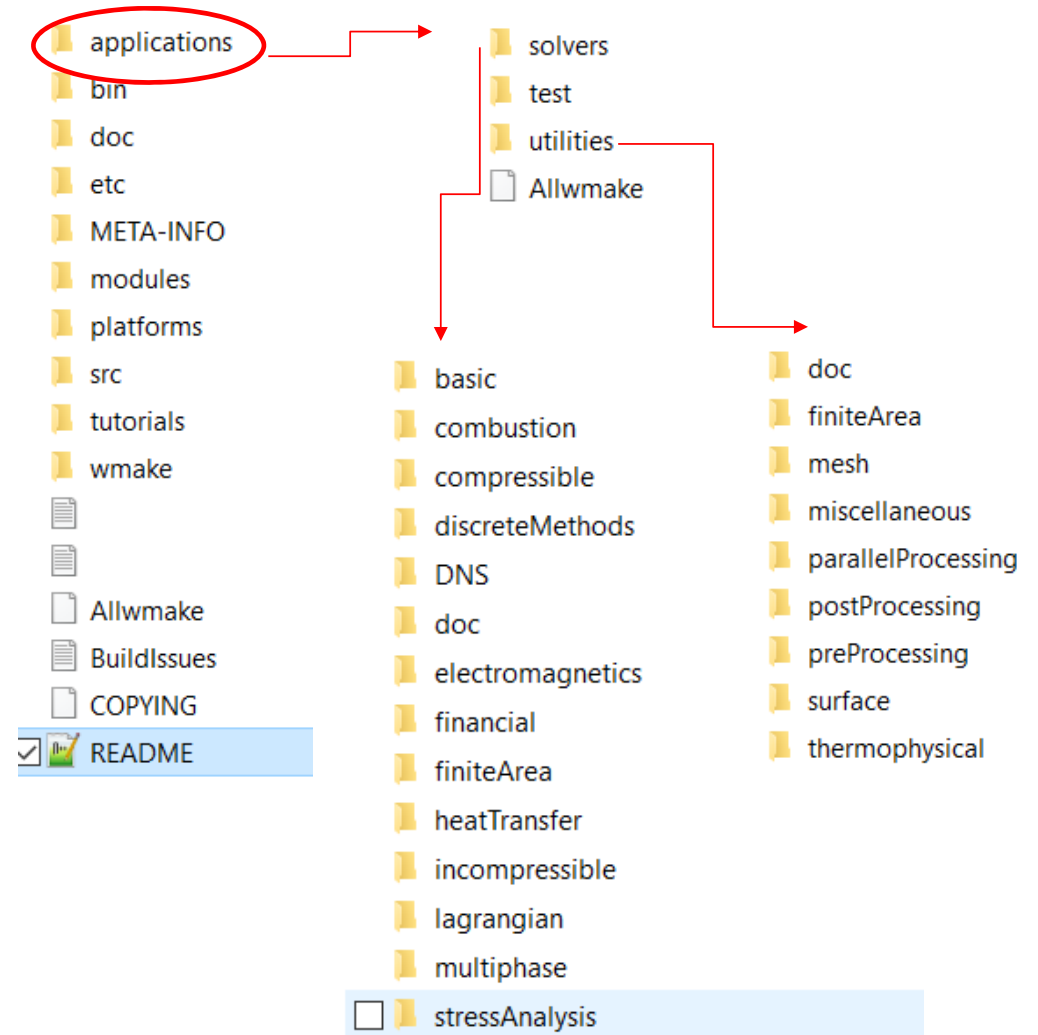 applications
bin
doc
etc
META-INFO
modules
platforms
src
tutorials
wmake
Allwmake
BuildIssues
COPYING
README
solvers
test
utilities
Allwmake
basic
combustion
compressible
discreteMethods
DNS
doc
electromagnetics
financial
finiteArea
heatTransfer
incompressible
lagrangian
multiphase
stressAnalysis
doc
finiteArea
mesh
miscellaneous
parallelProcessing
postProcessing
preProcessing
surface
thermophysical